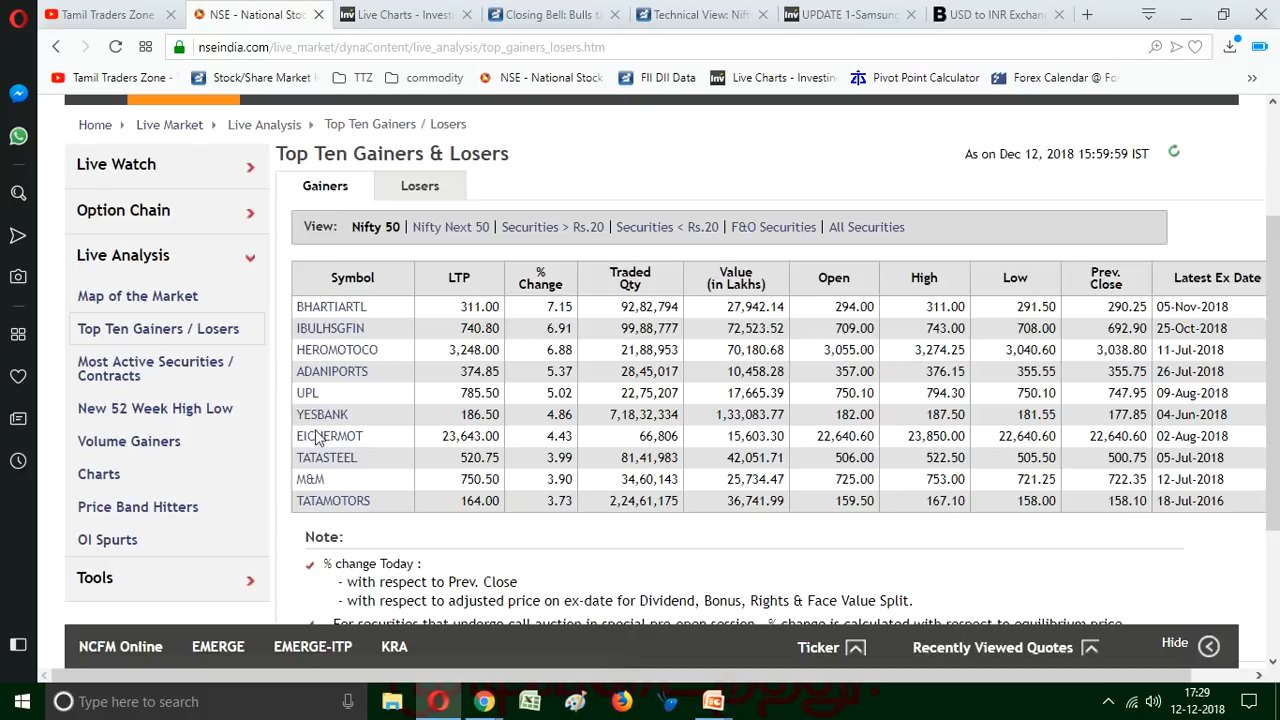 Tamil Traders Zone
NSE - National Stoc
Live Charts - Investi
Closing Bell: Bulls ta
Technical View: Nift
UPDATE 1-Samsung
USD to INR Exchan
nseindia.com/live_market/dynaContent/live_analysis/top_gainers_losers.htm
Tamil Traders Zone -
Stock/Share Market
TTZ
commodity
NSE - National Stock
FII DII Data
Live Charts - Investin
Pivot Point Calculator
Forex Calendar @ Fo
Home Live Market Live Analysis Top Ten Gainers / Losers
Top Ten Gainers & Losers
As on Dec 12, 2018 15:59:59 IST
Live Watch
Option Chain
Live Analysis
Map of the Market
Top Ten Gainers / Losers
Most Active Securities /
Contracts
New 52 Week High Low
Volume Gainers
Charts
Price Band Hitters
OI Spurts
Tools
Gainers Losers
View: Nifty 50 | Nifty Next 50 | Securities > Rs.20 | Securities < Rs.20 | F&O Securities | All Securities
Symbol LTP % Change Traded Qty Value (in Lakhs) Open High Low Prev. Close Latest Ex Date
BHARTIARTL 311.00 7.15 92,82,794 27,942.14 294.00 311.00 291.50 290.25 05-Nov-2018
IBULHSGFIN 740.80 6.91 99,88,777 72,523.52 709.00 743.00 708.00 692.90 25-Oct-2018
HEROMOTOCO 3,248.00 6.88 21,88,953 70,180.68 3,055.00 3,274.25 3,040.60 3,038.80 11-Jul-2018
ADANIPORTS 374.85 5.37 28,45,017 10,458.28 357.00 376.15 355.55 355.75 26-Jul-2018
UPL 785.50 5.02 22,75,207 17,665.39 750.10 794.30 750.10 747.95 09-Aug-2018
YESBANK 186.50 4.86 7,18,32,334 1,33,083.77 182.00 187.50 181.55 177.85 04-Jun-2018
EICHERMOT 23,643.00 4.43 66,806 15,603.30 22,640.60 23,850.00 22,640.60 22,640.60 02-Aug-2018
TATASTEEL 520.75 3.99 81,41,983 42,051.71 506.00 522.50 505.50 500.75 05-Jul-2018
M&M 750.50 3.90 34,60,143 25,734.47 725.00 753.00 721.25 722.35 12-Jul-2018
TATAMOTORS 164.00 3.73 2,24,61,175 36,741.99 159.50 167.10 158.00 158.10 18-Jul-2016
Note:
% change Today :
- with respect to Prev. Close
- with respect to adjusted price on ex-date for Dividend, Bonus, Rights & Face Value Split.
For securities that undergo call auction in special pre-open session, % change is calculated with respect to equilibrium price
NCFM Online EMERGE EMERGE-ITP KRA Ticker Recently Viewed Quotes Hide
Type here to search
17:29
12-12-2018